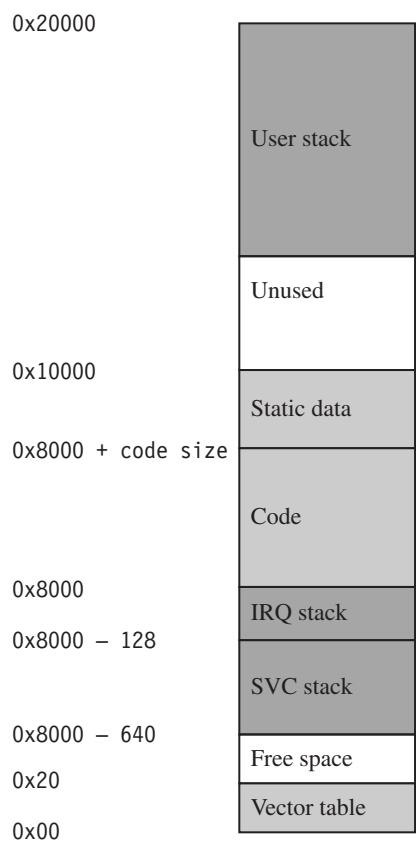 0x20000
User stack
Unused
0x10000
Static data
0x8000 + code size
Code
0x8000
IRQ stack
0x8000 – 128
SVC stack
0x8000 – 640
Free space
0x20
Vector table
0x00